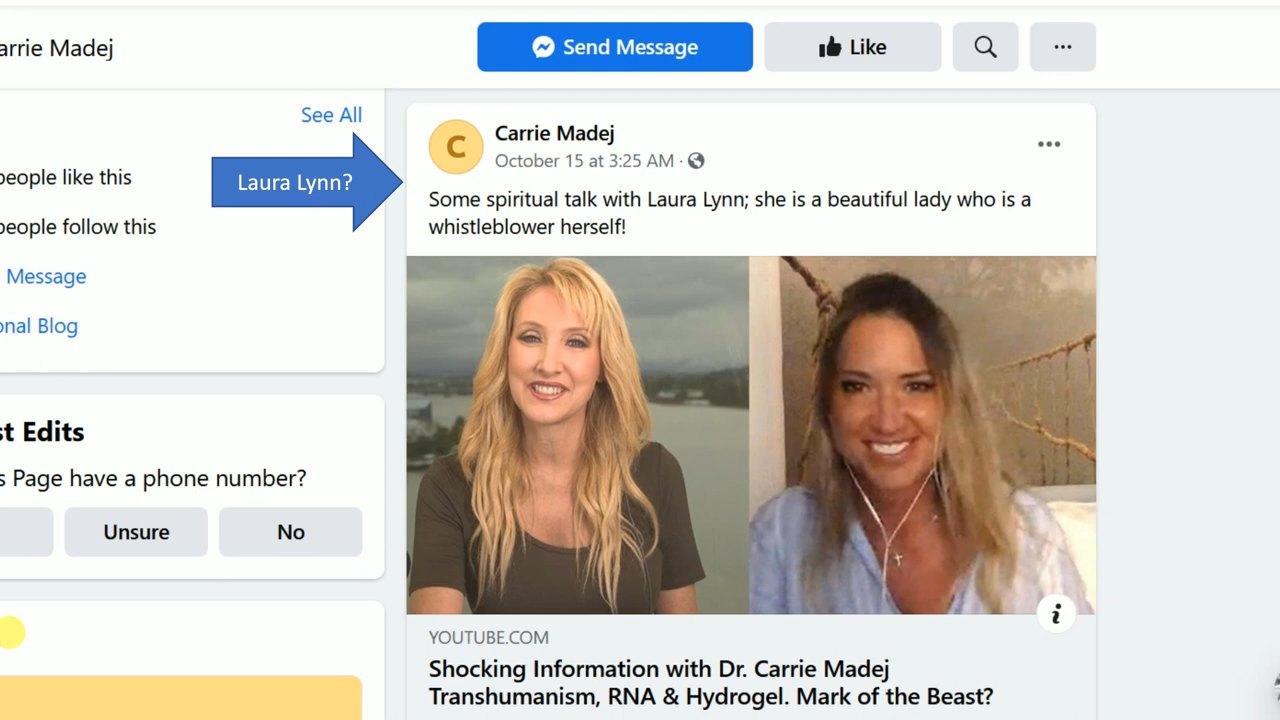 arrie Madej
Send Message
Like
See All
people like this
people follow this
Message
onal Blog
Laura Lynn?
st Edits
s Page have a phone number?
Unsure
No
C
Carrie Madej
October 15 at 3:25 AM ·
Some spiritual talk with Laura Lynn; she is a beautiful lady who is a
whistleblower herself!
i
YOUTUBE.COM
Shocking Information with Dr. Carrie Madej
Transhumanism, RNA & Hydrogel. Mark of the Beast?